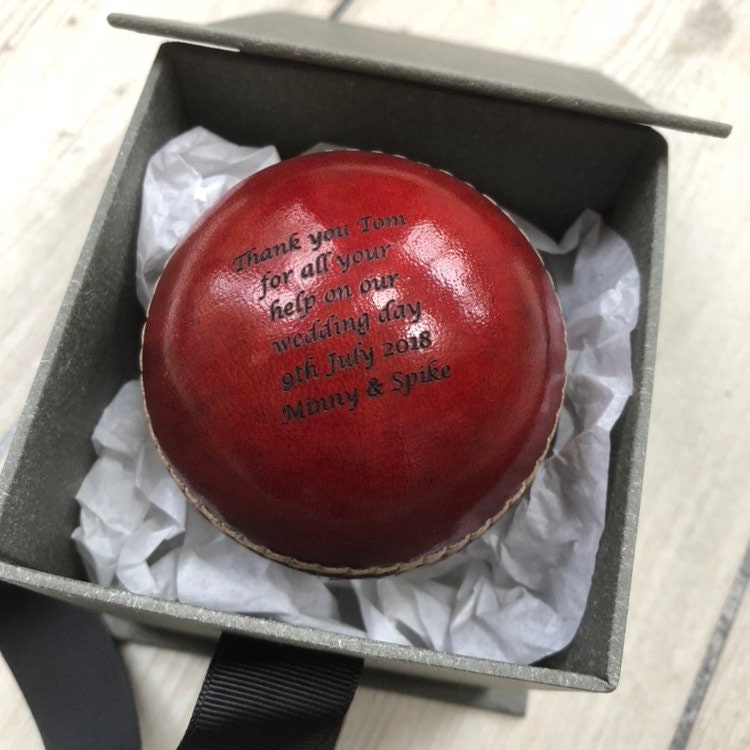 Thank you Tom
for all your
help on our
wedding day
9th July 2018
Minny & Spike